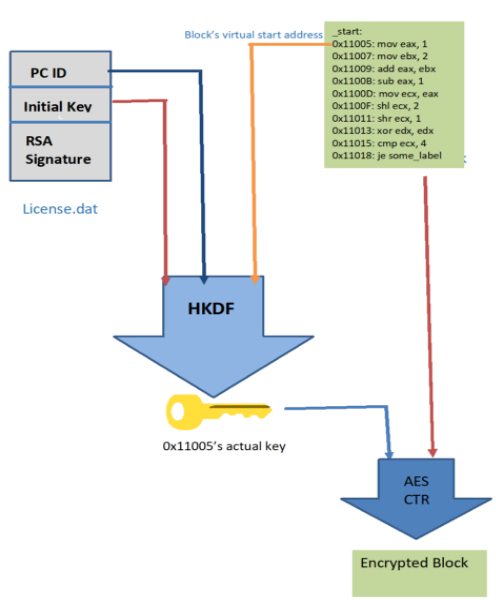 Block's virtual start address
_start:
0x11005: mov eax, 1
0x11007: mov ebx, 2
0x11009: add eax, ebx
0x1100B: sub eax, 1
0x1100D: mov ecx, eax
0x1100F: shl ecx, 2
0x11011: shr ecx, 1
0x11013: xor edx, edx
0x11015: cmp ecx, 4
0x11018: je some_label
PC ID
Initial Key
RSA
Signature
License.dat
HKDF
0x11005's actual key
AES
CTR
Encrypted Block